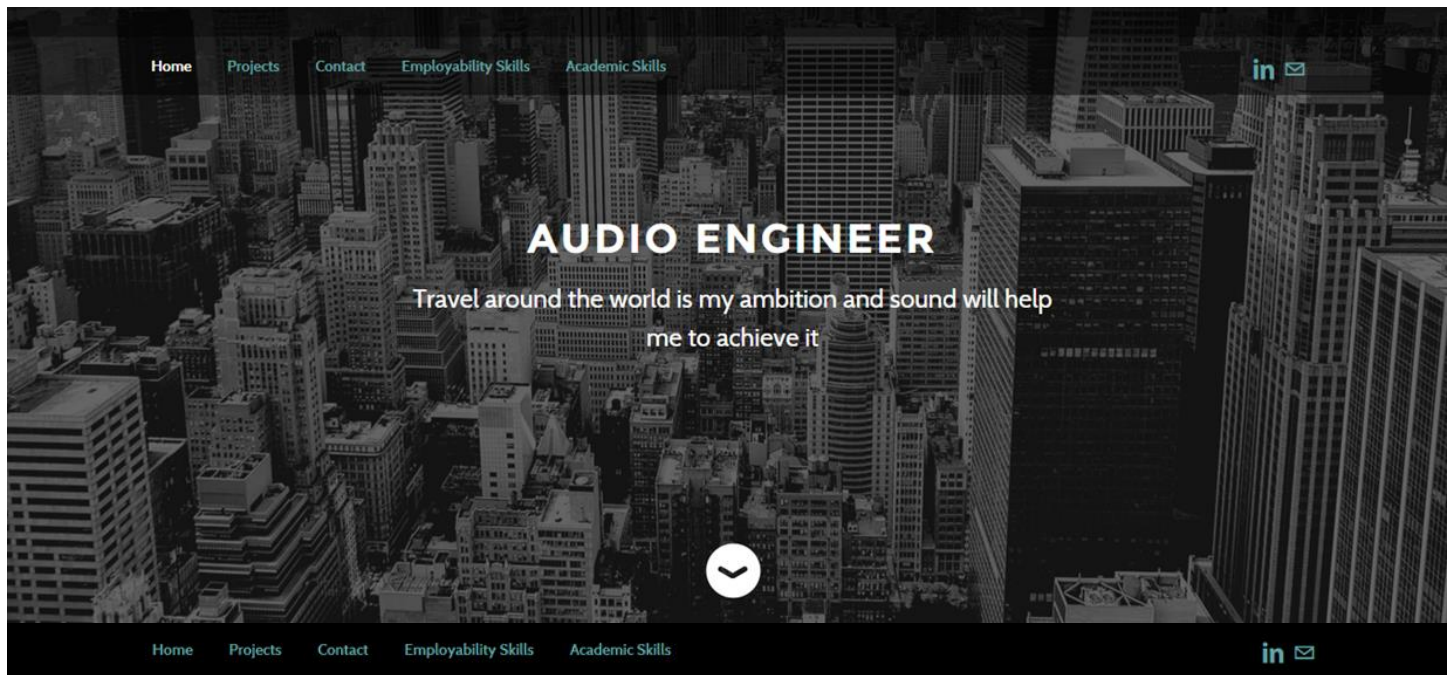 Home Projects Contact Employability Skills Academic Skills in
AUDIO ENGINEER
Travel around the world is my ambition and sound will help
me to achieve it
Home Projects Contact Employability Skills Academic Skills in